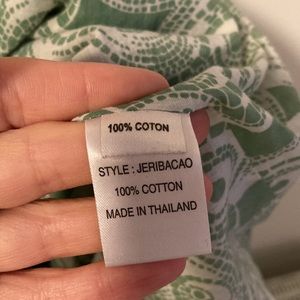 100% COTON
STYLE : JERIBACAO
100% COTTON
MADE IN THAILAND